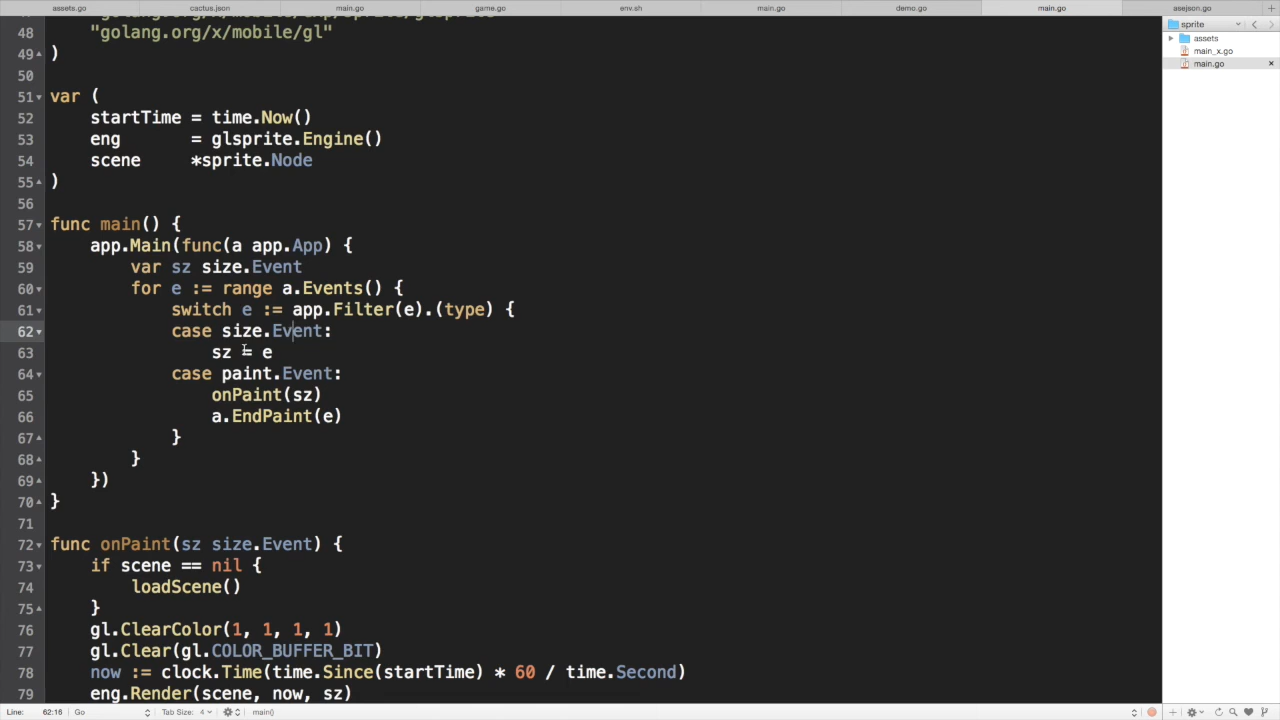 assets.go cactus.json main.go game.go env.sh main.go demo.go main.go asejson.go
48 "golang.org/x/mobile/gl"
49 )
50
51 var (
52 startTime = time.Now()
53 eng = glsprite.Engine()
54 scene *sprite.Node
55 )
56
57 func main() {
58 app.Main(func(a app.App) {
59 var sz size.Event
60 for e := range a.Events() {
61 switch e := app.Filter(e).(type) {
62 case size.Event:
63 sz = e
64 case paint.Event:
65 onPaint(sz)
66 a.EndPaint(e)
67 }
68 }
69 })
70 }
71
72 func onPaint(sz size.Event) {
73 if scene == nil {
74 loadScene()
75 }
76 gl.ClearColor(1, 1, 1, 1)
77 gl.Clear(gl.COLOR_BUFFER_BIT)
78 now := clock.Time(time.Since(startTime) * 60 / time.Second)
79 eng.Render(scene, now, sz)
sprite
assets
main_x.go
main.go
Line: 62:16 Go Tab Size: 4 main()